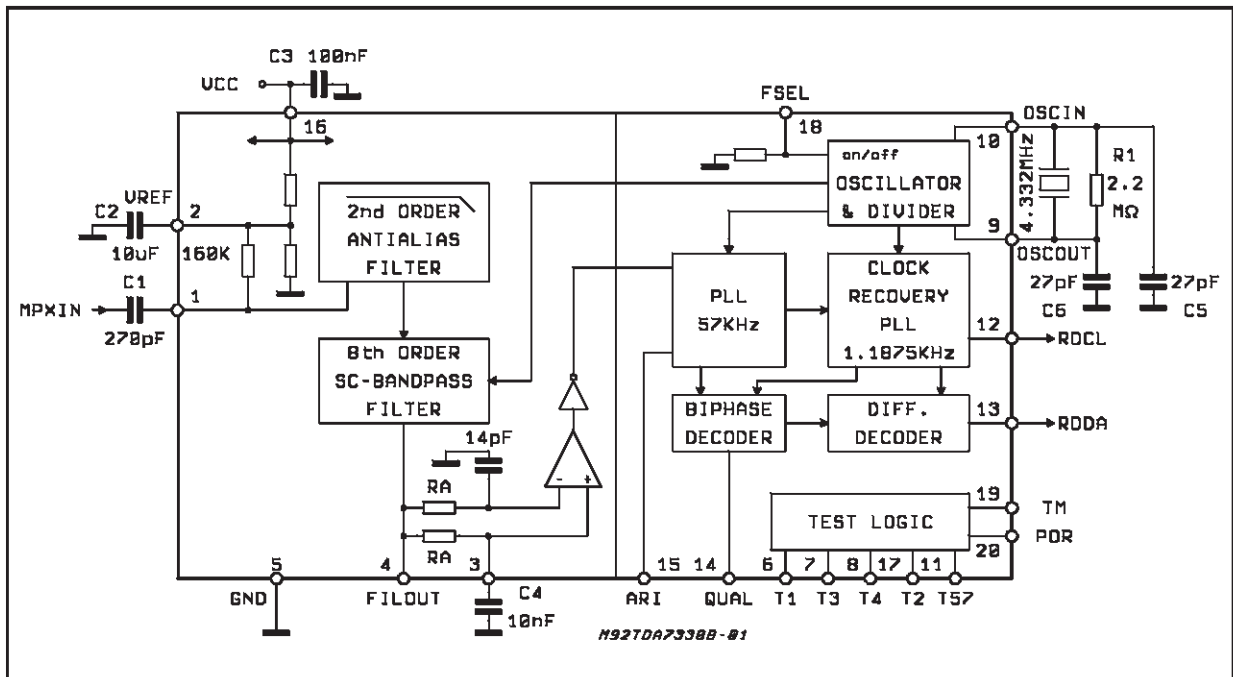 C3 100nF
VCC
16
FSEL
18
OSCIN
10
4.332MHz
R1
2.2
MΩ
on/off
OSCILLATOR
& DIVIDER
9
OSCOUT
VREF
C2
10uF
2
160K
2nd ORDER
ANTIALIAS
FILTER
C1
MPXIN
270pF
1
PLL
57KHz
CLOCK
RECOVERY
PLL
1.1875KHz
27pF
C6
27pF
C5
12
RDCL
8th ORDER
SC-BANDPASS
FILTER
BIPHASE
DECODER
DIFF.
DECODER
13
RDDA
14pF
- +
RA
RA
TEST LOGIC
19
TM
20
POR
5
GND
4
FILOUT
3
C4
10nF
15
ARI
14
QUAL
6
T1
7
T3
8
T4
17
T2
11
T57
M92TDA7330B-01